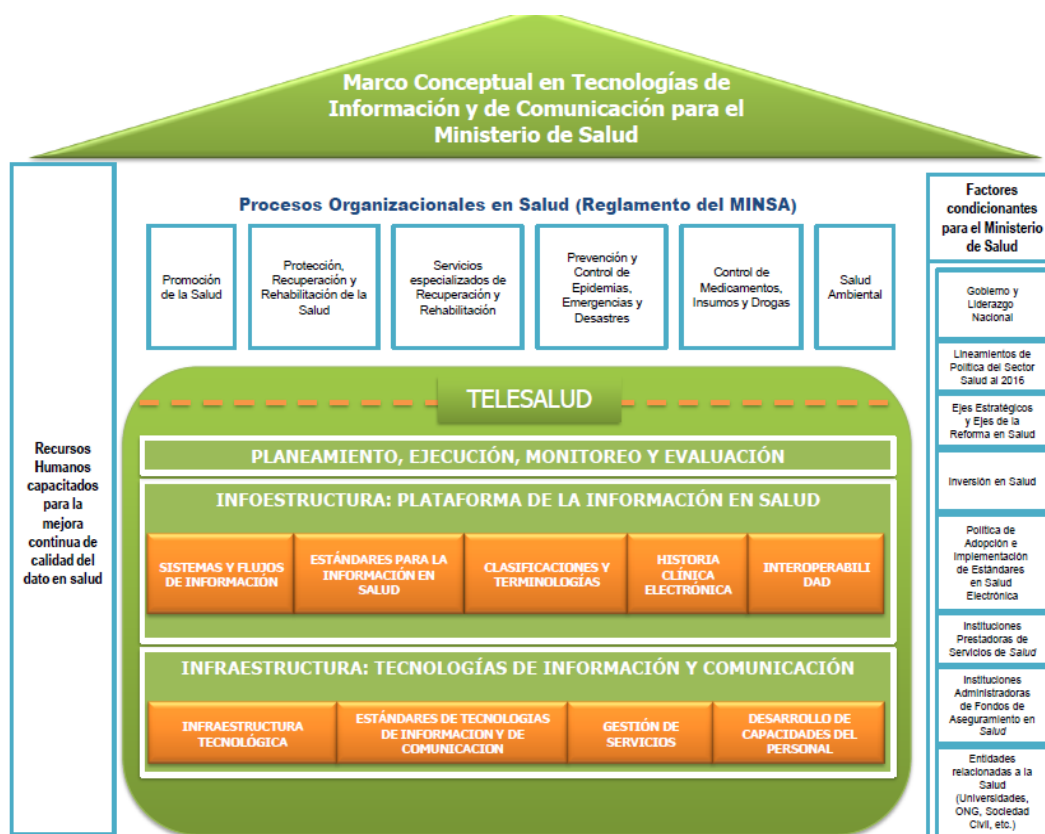 Marco Conceptual en Tecnologías de
Información y de Comunicación para el
Ministerio de Salud
Recursos
Humanos
capacitados
para la
mejora
continua de
calidad del
dato en salud
Procesos Organizacionales en Salud (Reglamento del MINSA)
Promoción
de la Salud
Protección,
Recuperación y
Rehabilitación de la
Salud
Servicios
especializados de
Recuperación y
Rehabilitación
Prevención y
Control de
Epidemias,
Emergencias y
Desastres
Control de
Medicamentos,
Insumos y Drogas
Salud
Ambiental
TELESALUD
PLANEAMIENTO, EJECUCIÓN, MONITOREO Y EVALUACIÓN
INFOESTRUCTURA: PLATAFORMA DE LA INFORMACIÓN EN SALUD
SISTEMAS Y FLUJOS
DE INFORMACIÓN
ESTÁNDARES PARA LA
INFORMACIÓN EN
SALUD
CLASIFICACIONES Y
TERMINOLOGÍAS
HISTORIA
CLÍNICA
ELECTRÓNICA
INTEROPERABILI
DAD
INFRAESTRUCTURA: TECNOLOGÍAS DE INFORMACIÓN Y COMUNICACIÓN
INFRAESTRUCTURA
TECNOLÓGICA
ESTÁNDARES DE TECNOLOGIAS
DE INFORMACION Y DE
COMUNICACION
GESTIÓN DE
SERVICIOS
DESARROLLO DE
CAPACIDADES DEL
PERSONAL
Factores
condicionantes
para el Ministerio
de Salud
Gobierno y
Liderazgo
Nacional
Lineamientos de
Política del Sector
Salud al 2016
Ejes Estratégicos
y Ejes de la
Reforma en Salud
Inversión en Salud
Política de
Adopción e
Implementación
de Estándares
en Salud
Electrónica
Instituciones
Prestadoras de
Servicios de Salud
Instituciones
Administradoras
de Fondos de
Aseguramiento en
Salud
Entidades
relacionadas a la
Salud
(Universidades,
ONG, Sociedad
Civil, etc.)